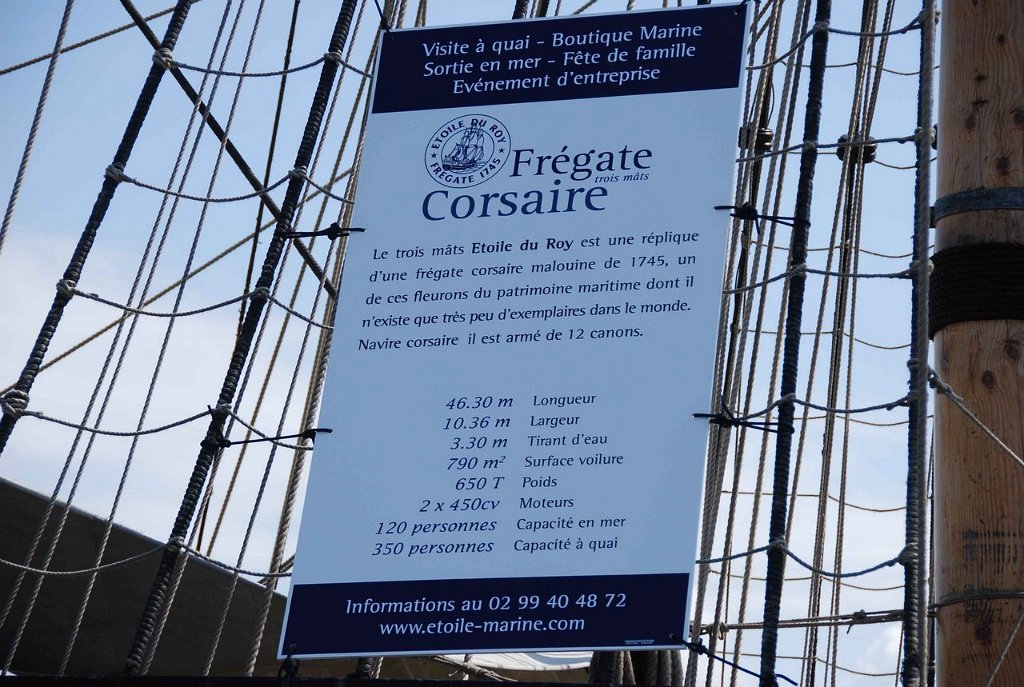 Visite à quai - Boutique Marine
Sortie en mer - Fête de famille
Evénement d'entreprise
ETOILE DU ROY
FRÉGATE 1745
Frégate
trois mâts
Corsaire
Le trois mâts Etoile du Roy est une réplique
d'une frégate corsaire malouine de 1745, un
de ces fleurons du patrimoine maritime dont il
n'existe que très peu d'exemplaires dans le monde.
Navire corsaire il est armé de 12 canons.
46.30 m Longueur
10.36 m Largeur
3.30 m Tirant d'eau
790 m² Surface voilure
650 T Poids
2 x 450cv Moteurs
120 personnes Capacité en mer
350 personnes Capacité à quai
Informations au 02 99 40 48 72
www.etoile-marine.com